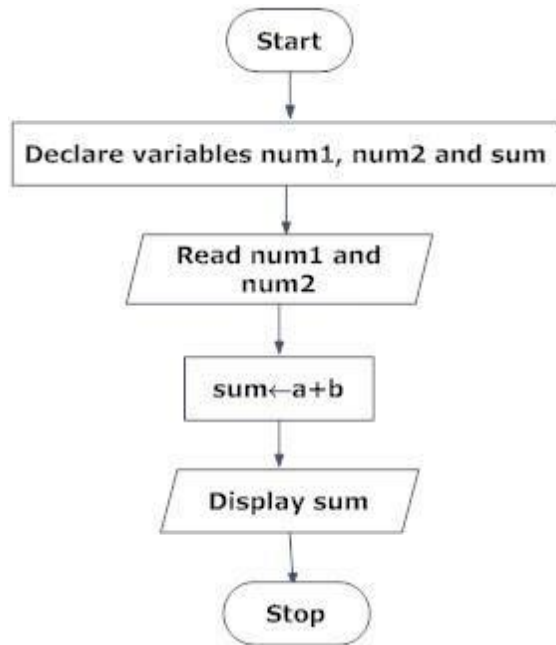 Start
Declare variables num1, num2 and sum
Read num1 and
num2
sum←a+b
Display sum
Stop